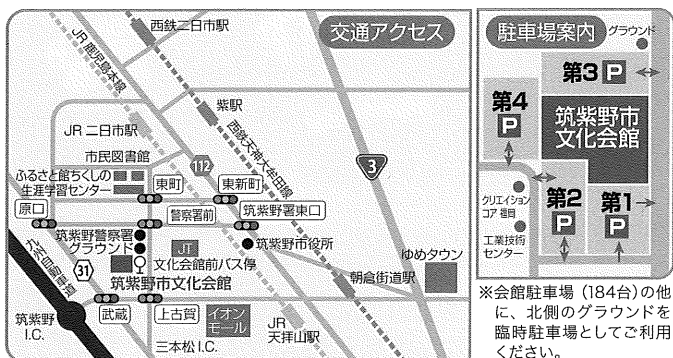 交通アクセス
西鉄二日市駅
JR 鹿児島本線
紫駅
JR 二日市駅
西鉄天神大牟田線
市民図書館
112
3
ふるさと館ちくしの
生涯学習センター
東町
東新町
原口
警察署前
筑紫野署東口
筑紫野警察署
グラウンド
JT
筑紫野市役所
文化会館前バス停
ゆめタウン
九州自動車道
31
筑紫野市文化会館
朝倉街道駅
筑紫野
I.C.
武蔵
上古賀
イオン
モール
JR
天拝山駅
三本松 I.C.
駐車場案内
グラウンド
第3 P
第4
P
筑紫野市
文化会館
クリエイション
コア 福岡
第2
P
第1
P
工業技術
センター
※会館駐車場（184台）の他
に、北側のグラウンドを
臨時駐車場としてご利用
ください。